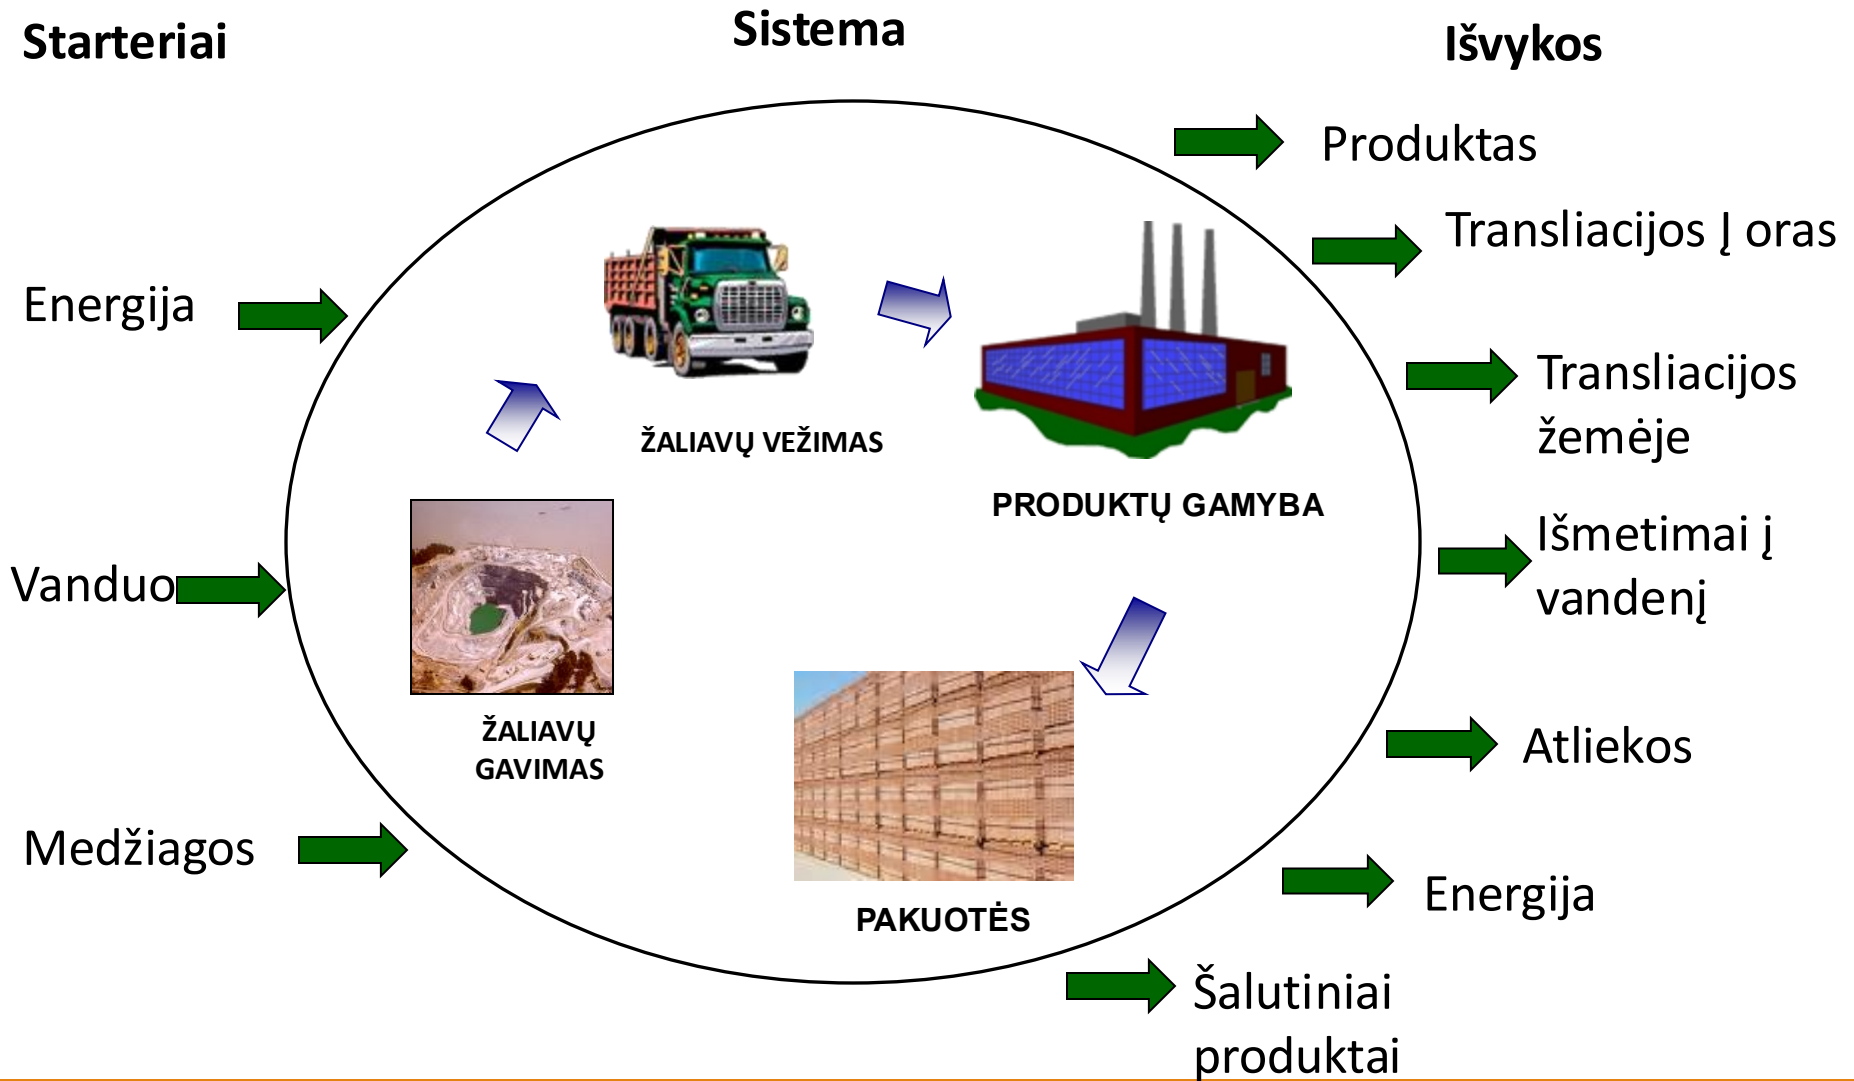 Starteriai
Sistema
Išvykos
Produktas
Transliacijos Į oras
Energija
Transliacijos
žemėje
ŽALIAVŲ VEŽIMAS
PRODUKTŲ GAMYBA
Išmetimai į
vandenį
Vanduo
ŽALIAVŲ
GAVIMAS
Atliekos
Medžiagos
Energija
PAKUOTĖS
Šalutiniai
produktai